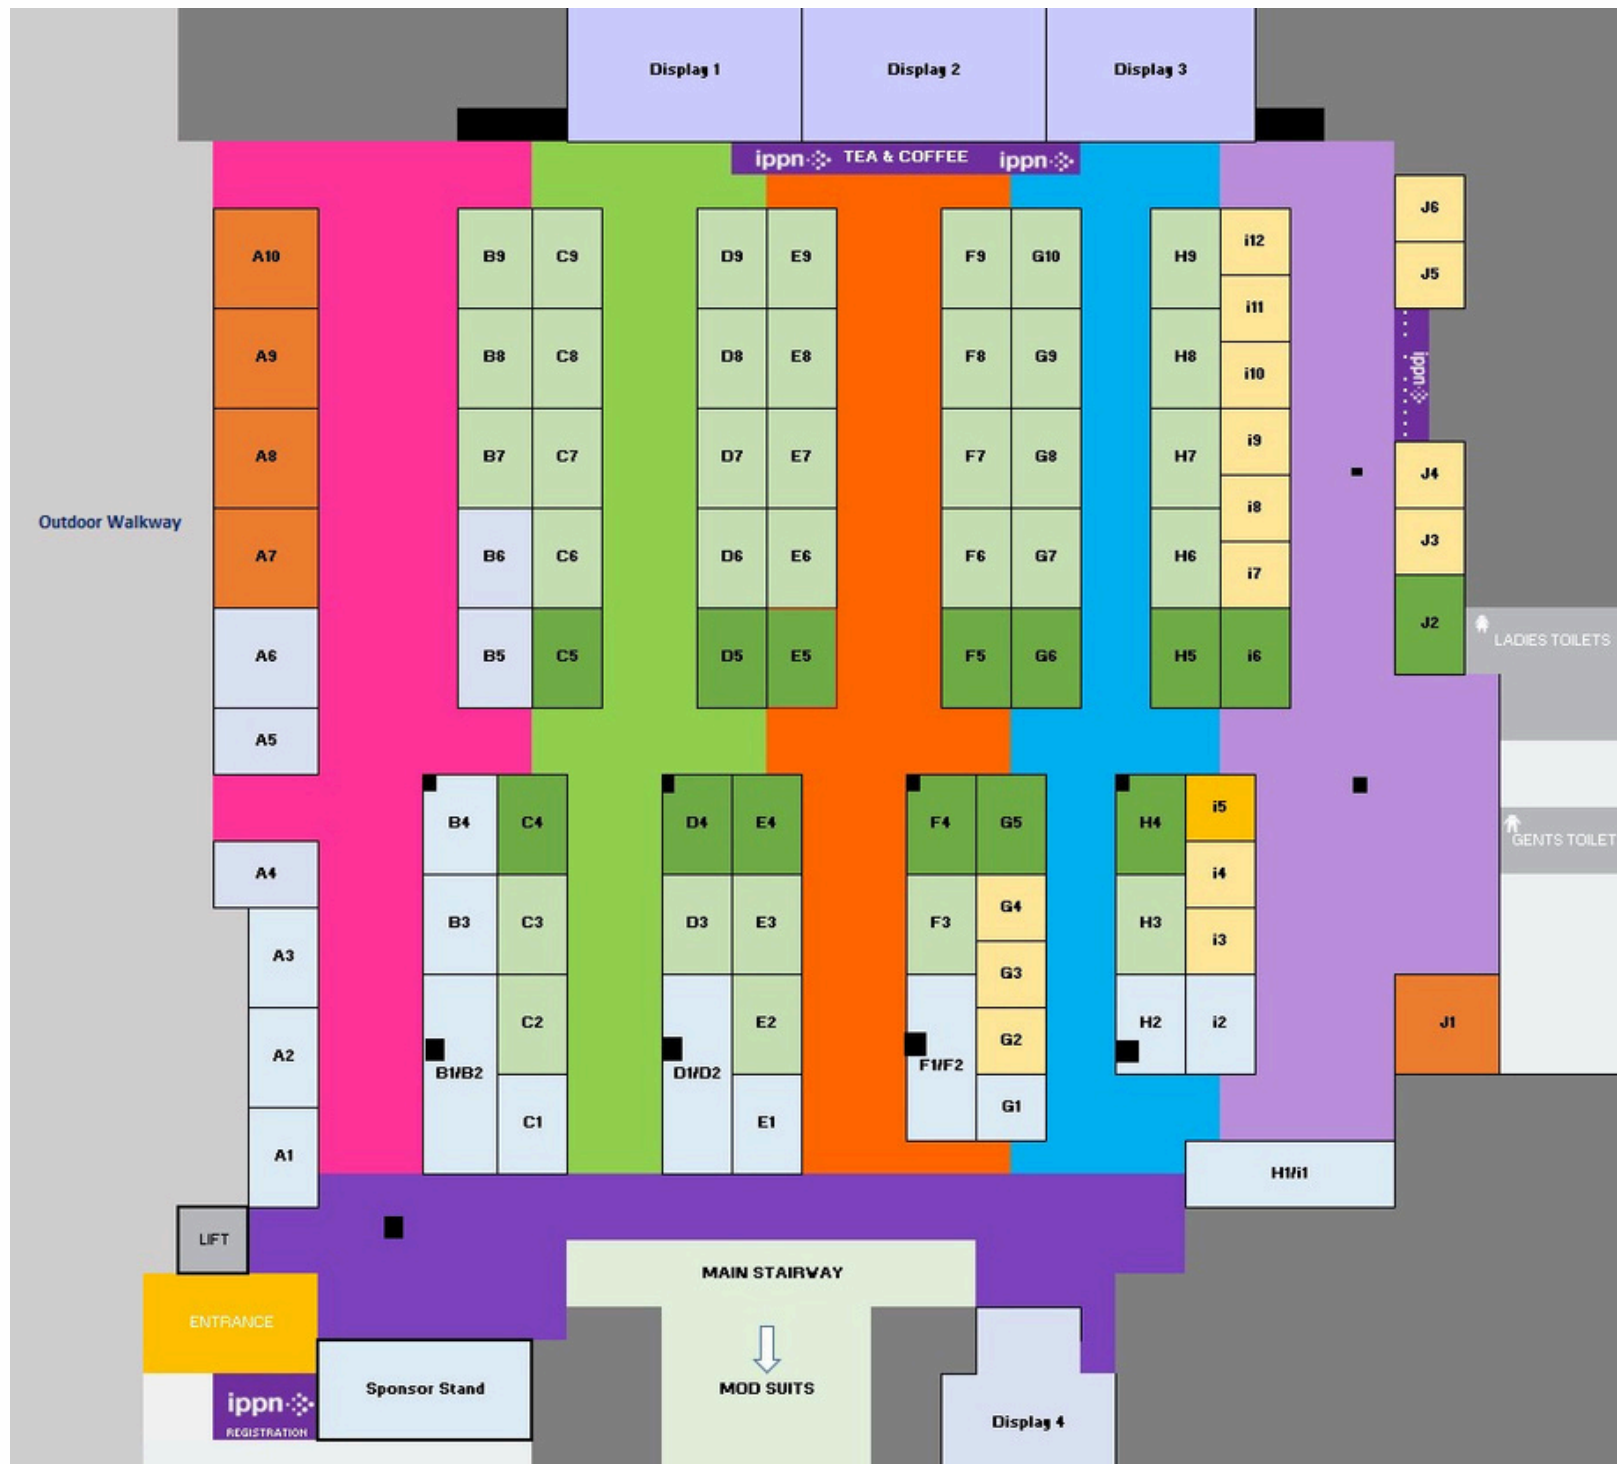 Display 1
Display 2
Display 3
ippn TEA & COFFEE ippn
J6
A10
B9
C9
D9
E9
F9
G10
H9
i12
J5
i11
A9
B8
C8
D8
E8
F8
G9
H8
i10
ippn
A8
B7
C7
D7
E7
F7
G8
H7
i9
J4
i8
Outdoor Walkway
A7
B6
C6
D6
E6
F6
G7
H6
i7
J3
J2
LADIES TOILETS
A6
B5
C5
D5
E5
F5
G6
H5
i6
A5
B4
C4
D4
E4
F4
G5
H4
i5
GENTS TOILET
A4
i4
B3
C3
D3
E3
F3
G4
H3
i3
A3
G3
C2
E2
G2
H2
i2
J1
A2
B1/B2
D1/D2
F1/F2
C1
E1
G1
A1
H1/i1
LIFT
MAIN STAIRWAY
ENTRANCE
Sponsor Stand
MOD SUITS
ippn
REGISTRATION
Display 4